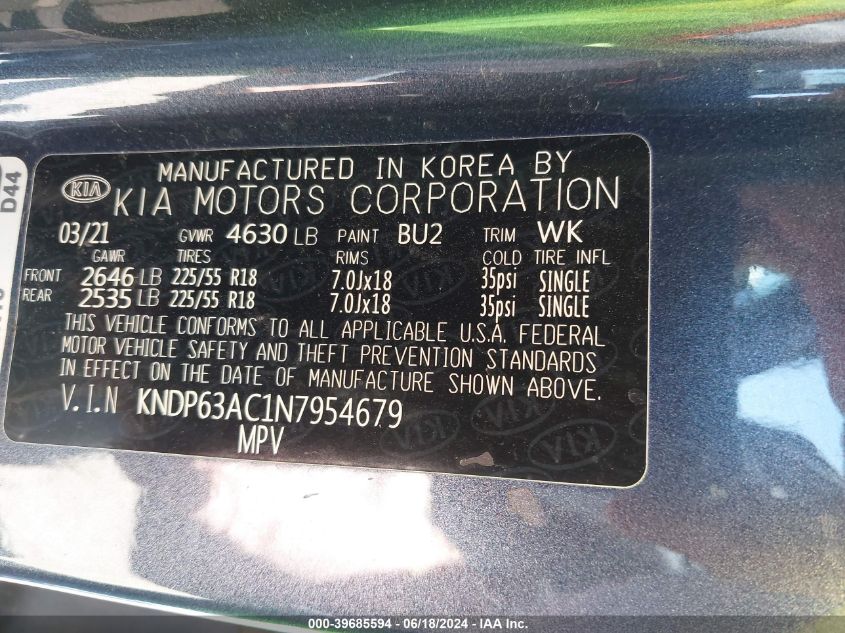 MANUFACTURED IN KOREA BY
KIA KIA MOTORS CORPORATION
03/21 GVWR 4630 LB PAINT BU2 TRIM WK
GAWR TIRES RIMS COLD TIRE INFL
FRONT 2646 LB 225/55 R18 7.0Jx18 35psi SINGLE
REAR 2535 LB 225/55 R18 7.0Jx18 35psi SINGLE
THIS VEHICLE CONFORMS TO ALL APPLICABLE U.S.A. FEDERAL
MOTOR VEHICLE SAFETY AND THEFT PREVENTION STANDARDS
IN EFFECT ON THE DATE OF MANUFACTURE SHOWN ABOVE.
V.I.N KNDP63AC1N7954679
MPV
D44
000-39685594 - 06/18/2024 - IAA Inc.